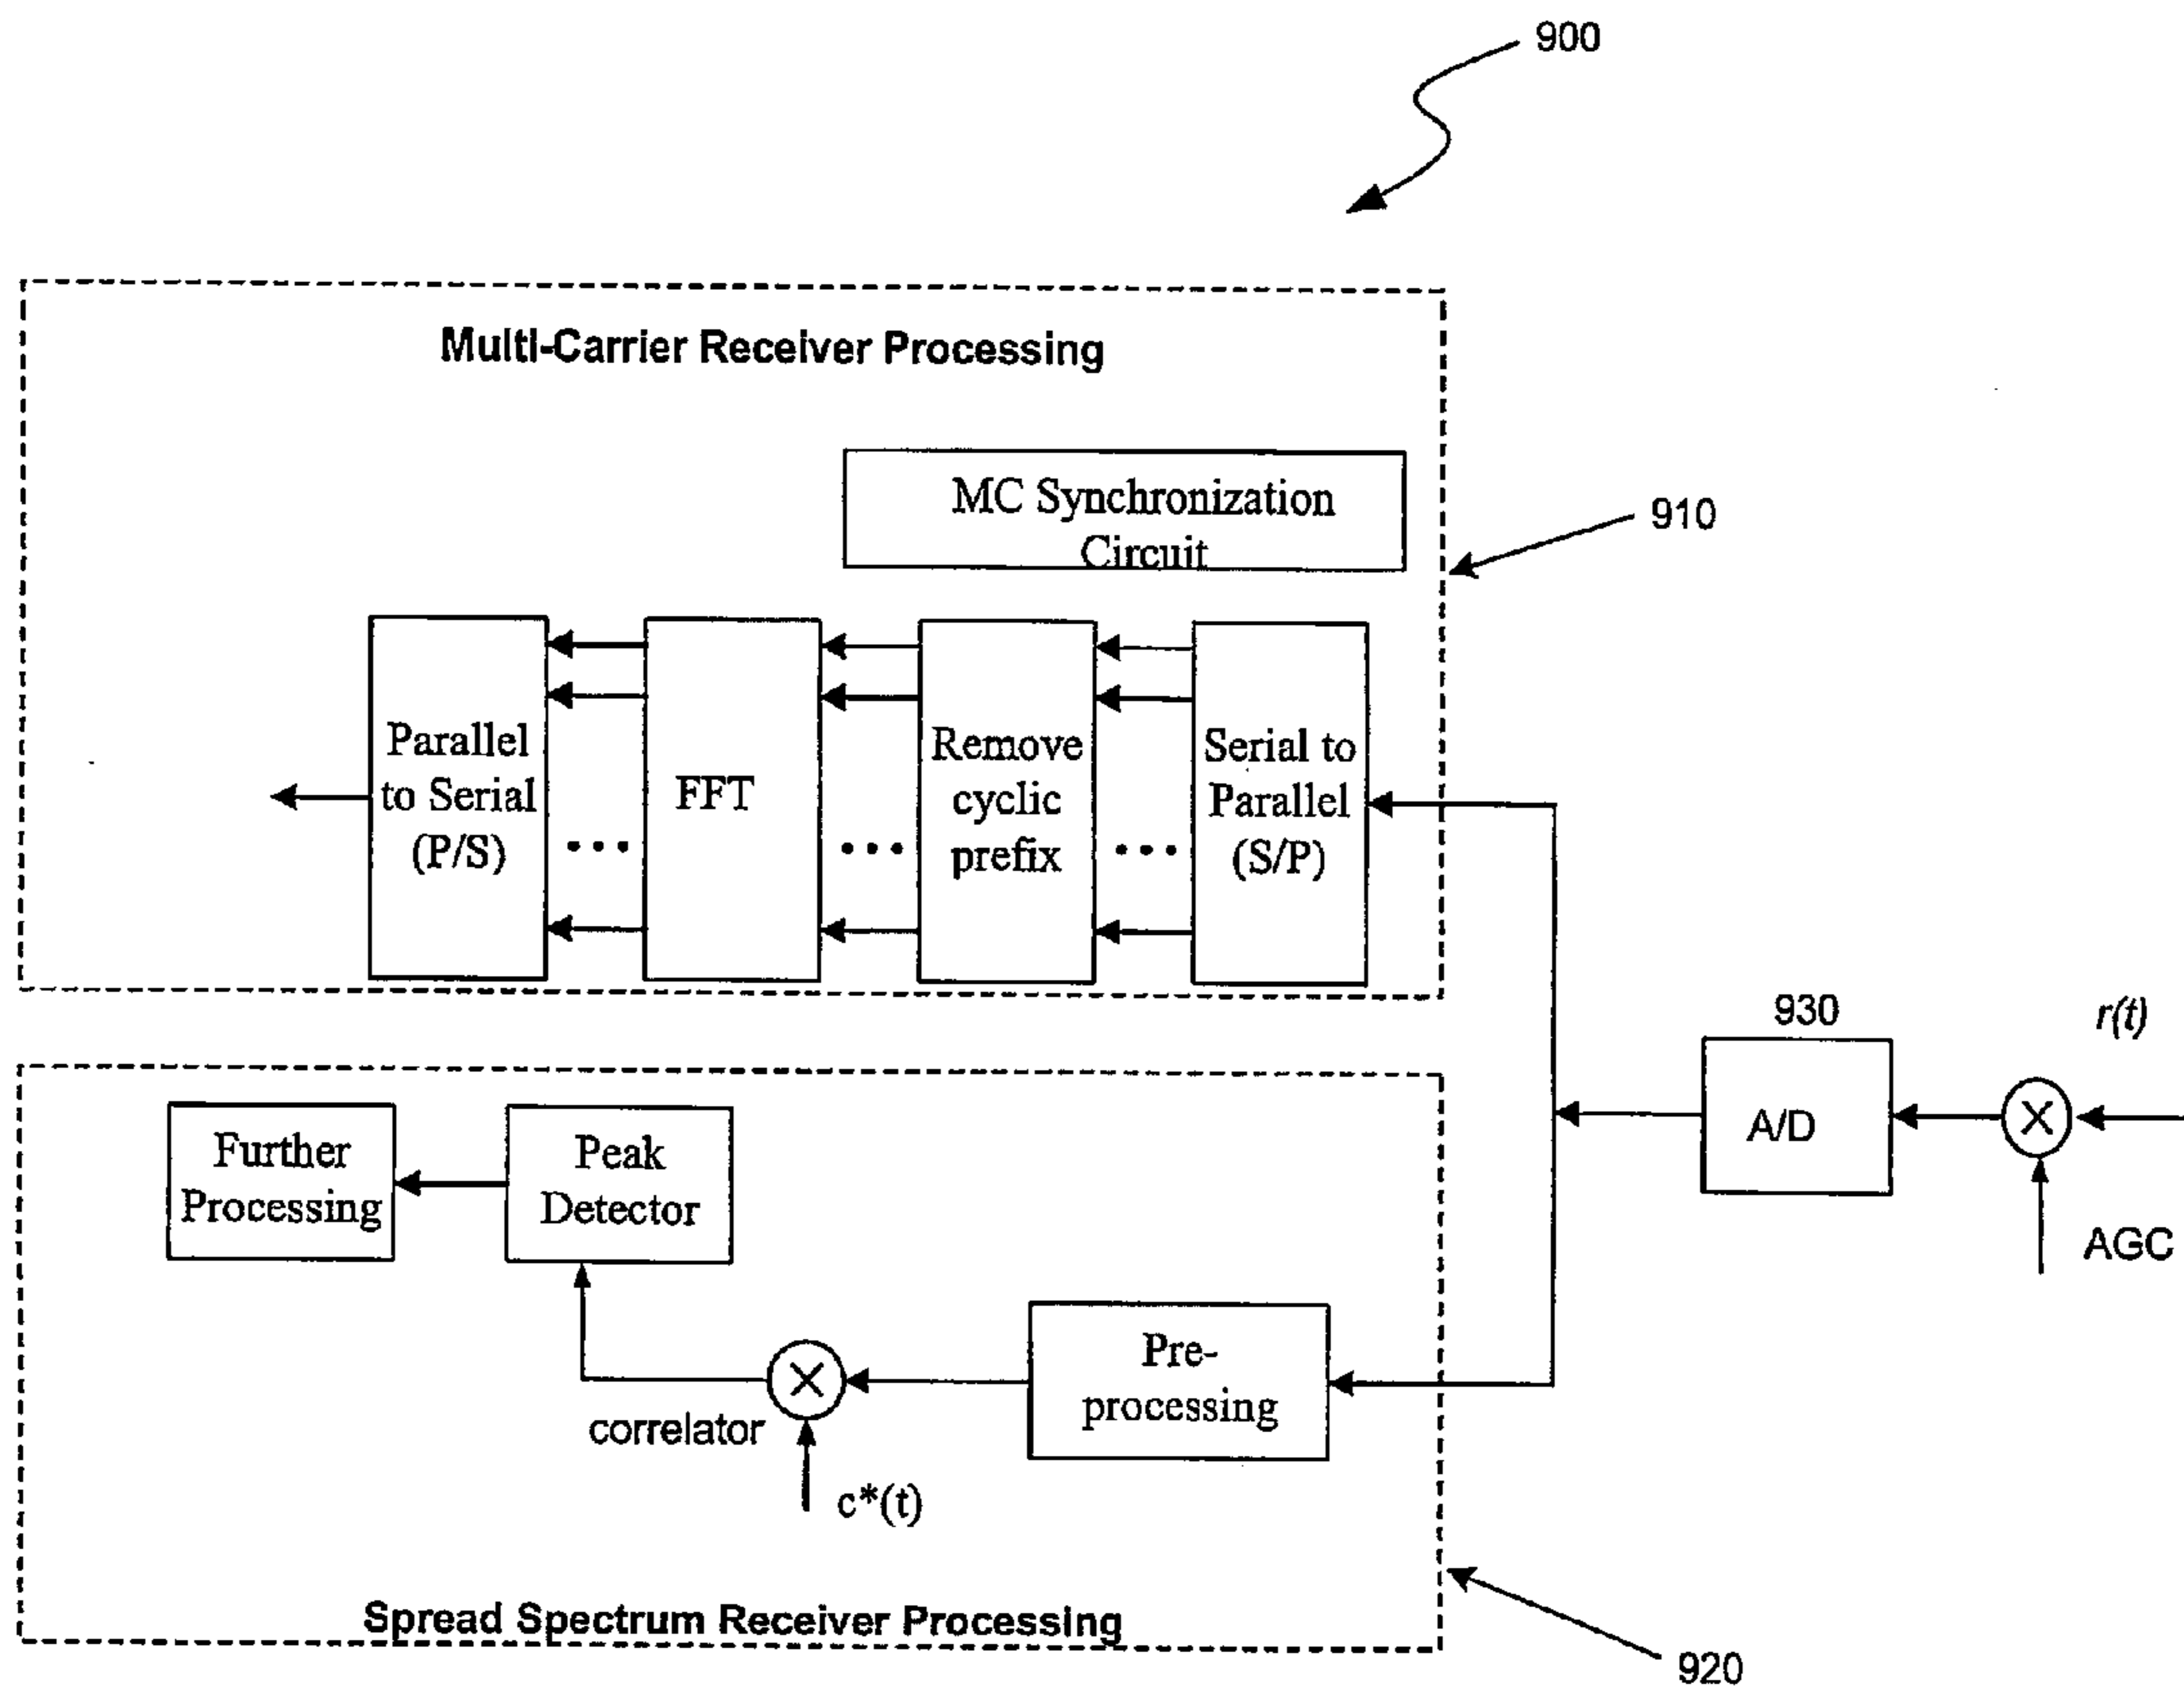 900
Multi-Carrier Receiver Processing
MC Synchronization
Circuit
910
Parallel
to Serial
(P/S)
FFT
Remove
cyclic
prefix
Serial to
Parallel
(S/P)
930
r(t)
A/D
AGC
Further
Processing
Peak
Detector
Pre-
processing
correlator
c*(t)
Spread Spectrum Receiver Processing
920